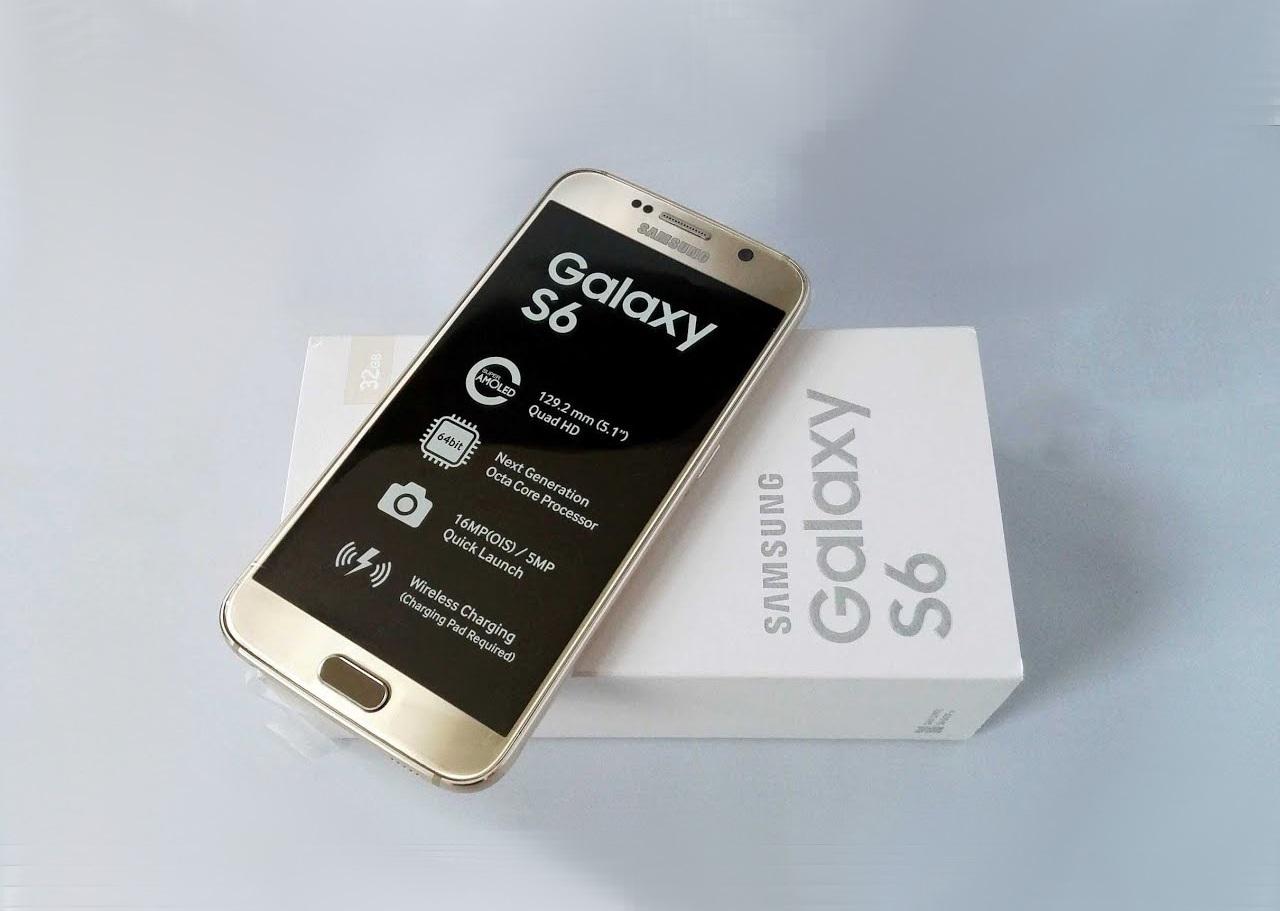 SAMSUNG
Galaxy
S6
SUPER
AMOLED
129.2 mm (5.1")
Quad HD
64bit
Next Generation
Octa Core Processor
16MP(OIS) / 5MP
Quick Launch
Wireless Charging
(Charging Pad Required)
32GB
SAMSUNG
Galaxy
S6